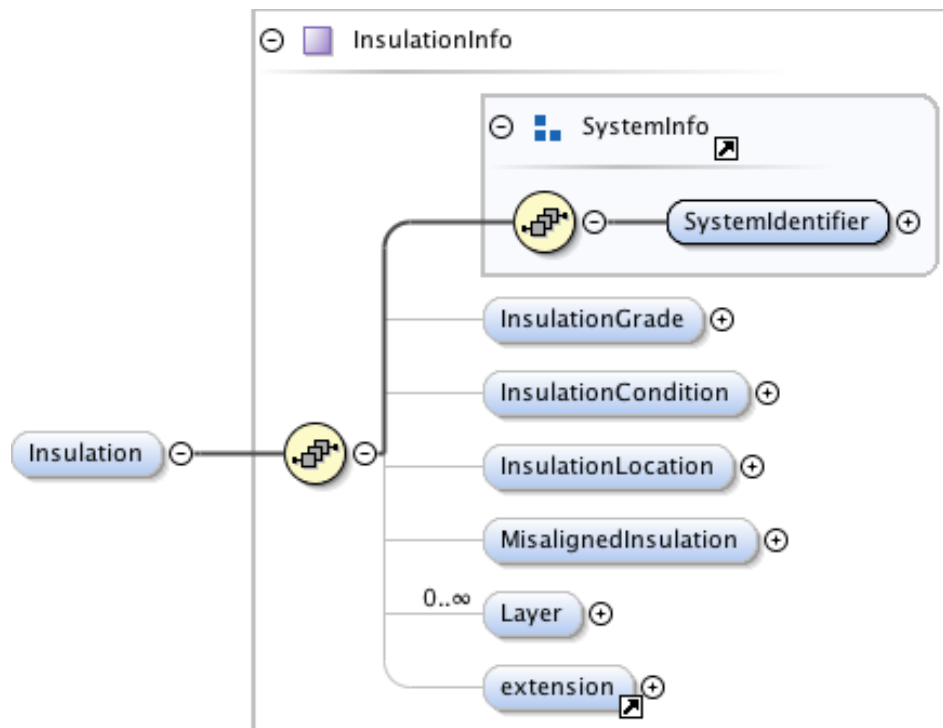 InsulationInfo
SystemInfo
SystemIdentifier
InsulationGrade
InsulationCondition
InsulationLocation
Insulation
MisalignedInsulation
0..∞
Layer
extension